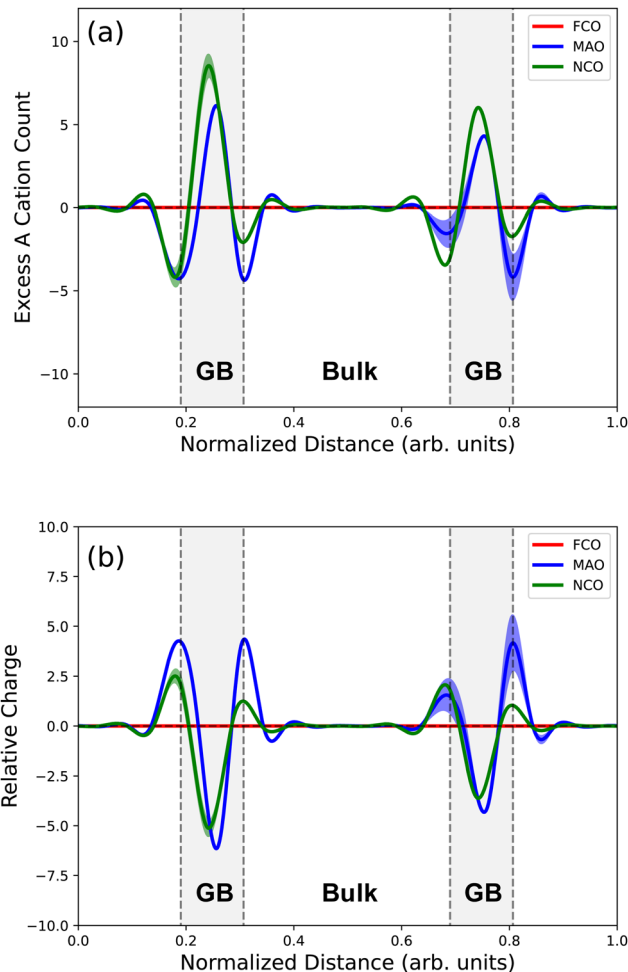 (a)
FCO
MAO
NCO
Excess A Cation Count
10
5
0
−5
−10
GB
Bulk
GB
0.0 0.2 0.4 0.6 0.8 1.0
Normalized Distance (arb. units)
(b)
FCO
MAO
NCO
Relative Charge
10.0
7.5
5.0
2.5
0.0
−2.5
−5.0
−7.5
−10.0
GB
Bulk
GB
0.0 0.2 0.4 0.6 0.8 1.0
Normalized Distance (arb. units)